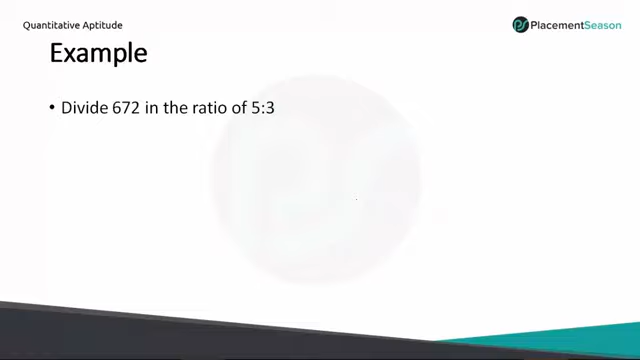 Quantitative Aptitude
PlacementSeason
Example
• Divide 672 in the ratio of 5:3